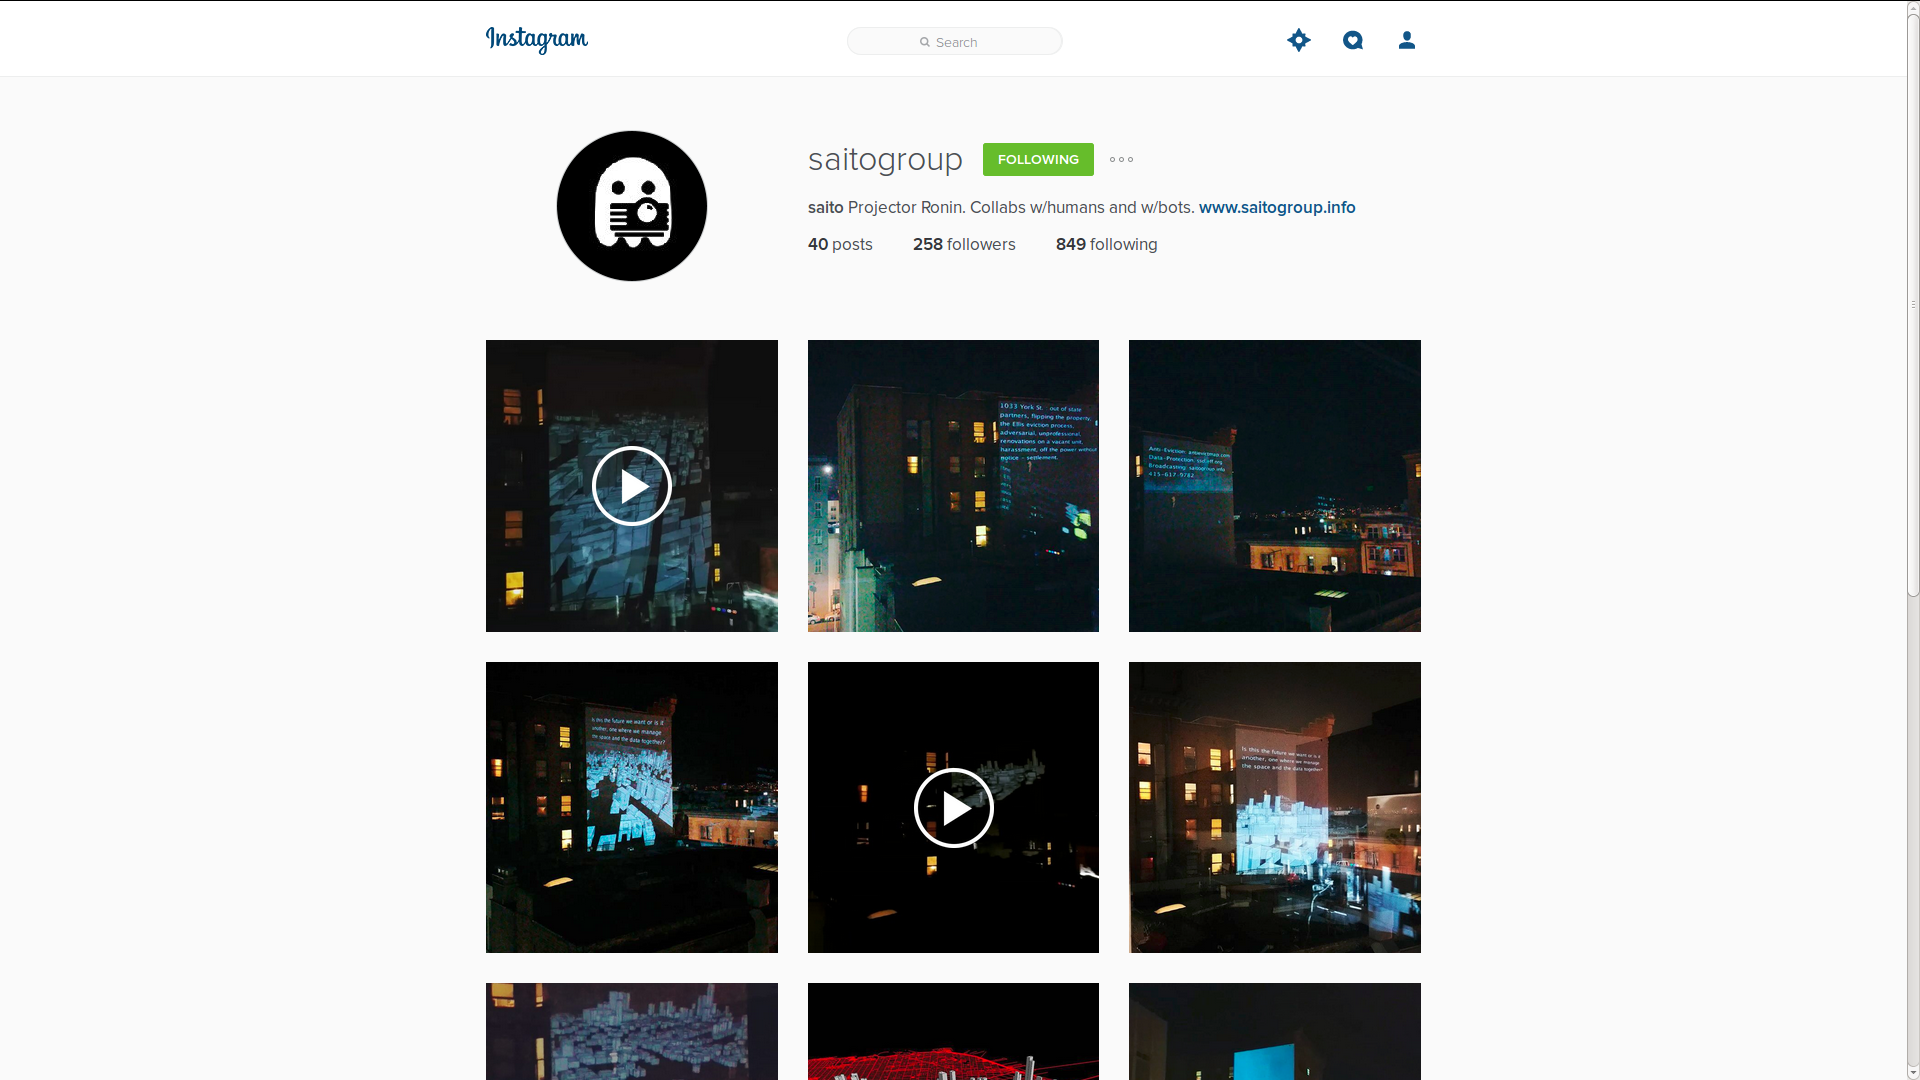 Instagram
Search
saitogroup FOLLOWING
saito Projector Ronin. Collabs w/humans and w/bots. www.saitogroup.info
40 posts 258 followers 849 following
1033 York St. : out of state
partners, flipping the property,
the Ellis eviction process,
adversarial, unprofessional,
renovations on a vacant unit,
harassment, off the power without
notice - settlement.
Anti-Eviction: antievictionmap.com
Data-Protection: ssd.eff.org
Broadcasting: saitogroup.info
415-617-9782
Is this the future we want or is it
another, one where we manage
the space and the data together?
Is this the future we want or is it
another, one where we manage
the space and the data together?